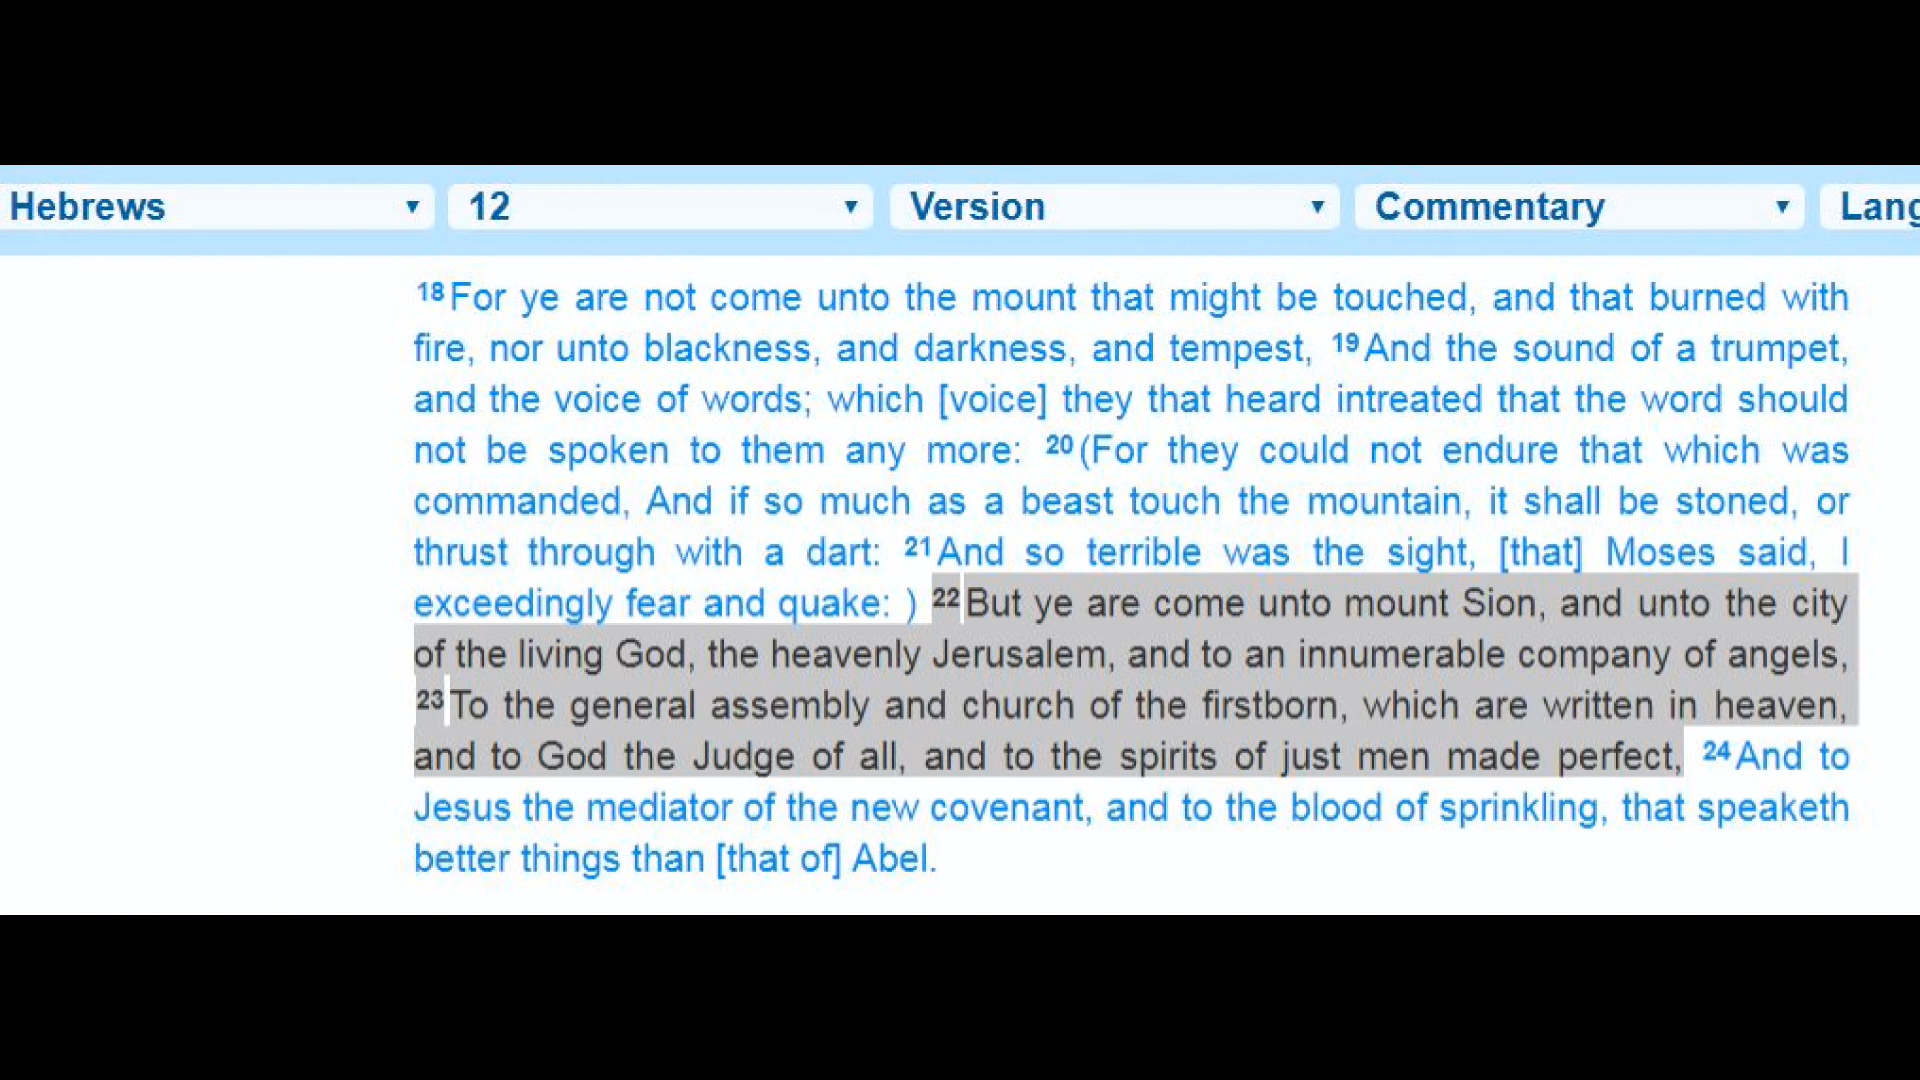 Hebrews 12 Version Commentary Lang
18For ye are not come unto the mount that might be touched, and that burned with
fire, nor unto blackness, and darkness, and tempest, 19And the sound of a trumpet,
and the voice of words; which [voice] they that heard intreated that the word should
not be spoken to them any more: 20(For they could not endure that which was
commanded, And if so much as a beast touch the mountain, it shall be stoned, or
thrust through with a dart: 21And so terrible was the sight, [that] Moses said, I
exceedingly fear and quake: ) 22But ye are come unto mount Sion, and unto the city
of the living God, the heavenly Jerusalem, and to an innumerable company of angels,
23To the general assembly and church of the firstborn, which are written in heaven,
and to God the Judge of all, and to the spirits of just men made perfect, 24And to
Jesus the mediator of the new covenant, and to the blood of sprinkling, that speaketh
better things than [that of] Abel.